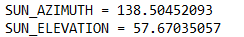 SUN_AZIMUTH = 138.50452093
SUN_ELEVATION = 57.67035057